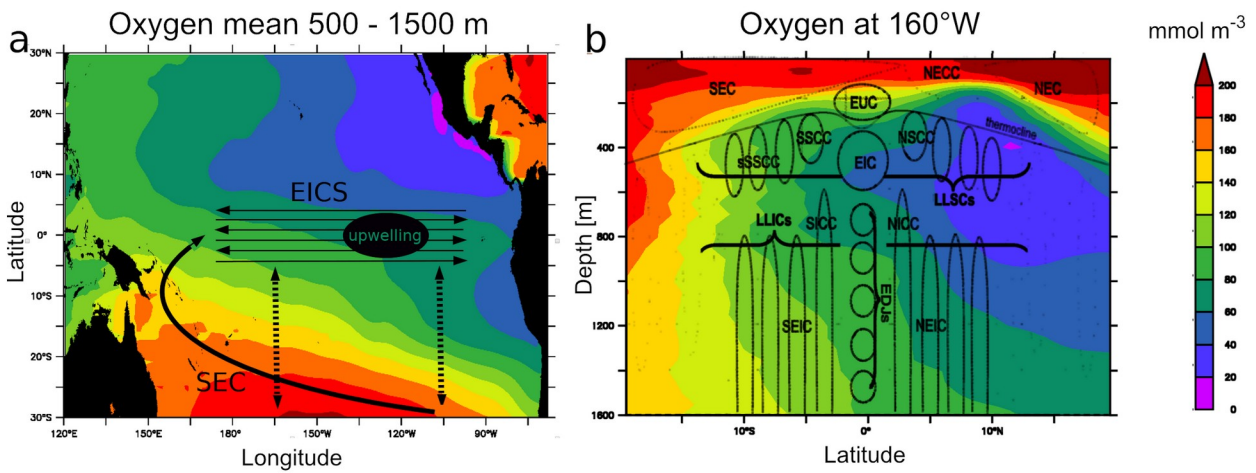 Oxygen mean 500 - 1500 m
a
30°N
20°N
10°N
0°
10°S
20°S
30°S
Latitude
EICS
upwelling
SEC
120°E
150°E
180°
150°W
120°W
90°W
Longitude
Oxygen at 160°W
b
SEC
NECC
NEC
EUC
thermocline
SSCC
NSCC
sSSCC
EIC
LLSCs
LLICs
SICC
NICC
EDJs
SEIC
NEIC
400
800
1200
1600
Depth [m]
10°S
0°
10°N
Latitude
mmol m⁻³
200
180
160
140
120
100
80
60
40
20
0